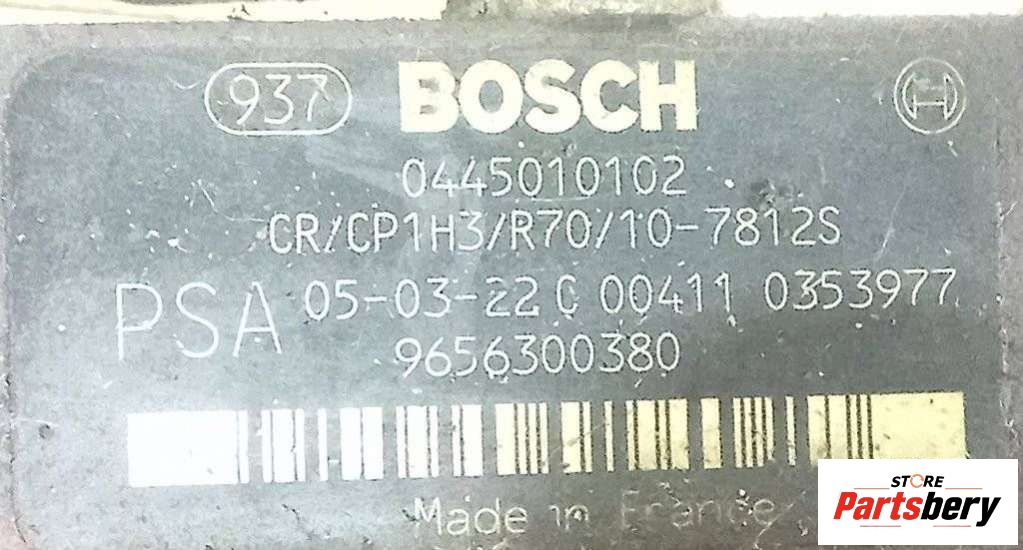 937 BOSCH
0445010102
CR/CP1H3/R70/10-7812S
PSA 05-03-22 C 00411 0353977
9656300380
Made in France
STORE
Partsbery